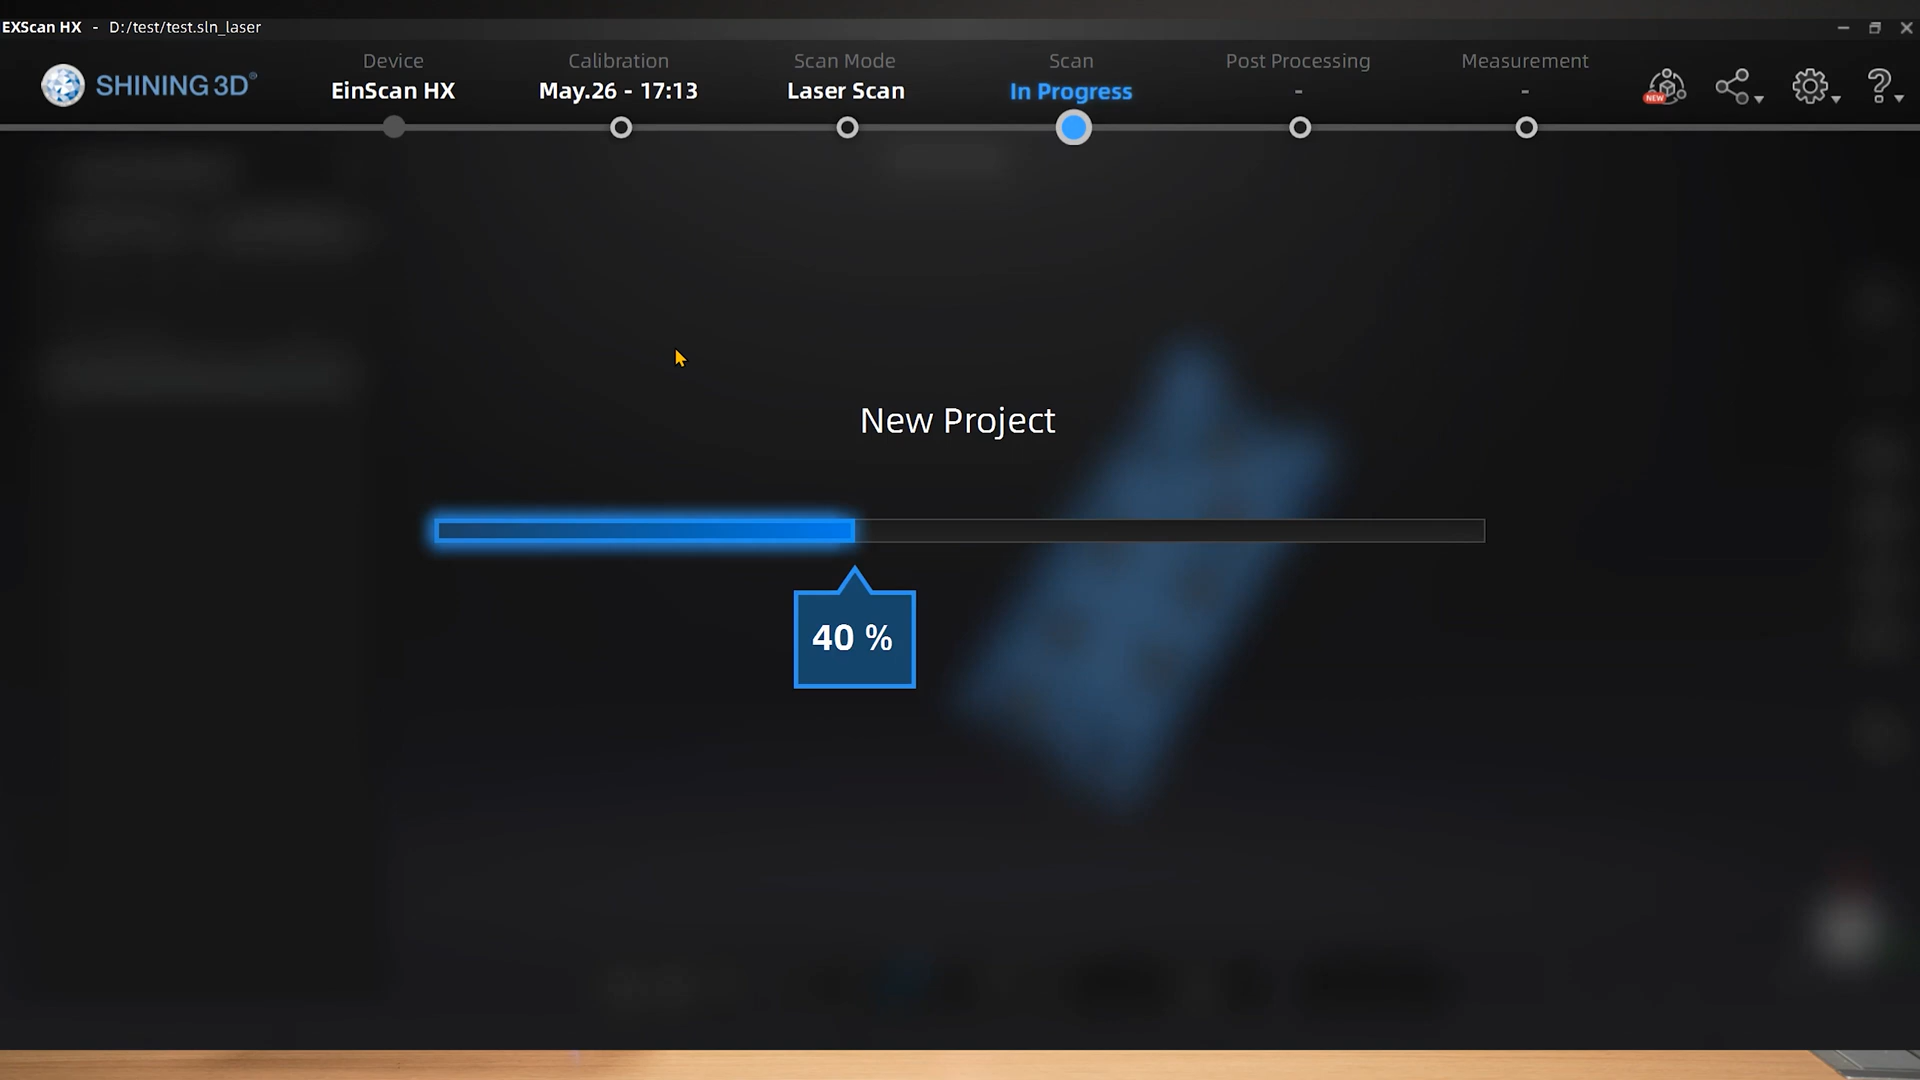 EXScan HX - D:/test/test.sln_laser
SHINING 3D®
Device
EinScan HX
Calibration
May.26 - 17:13
Scan Mode
Laser Scan
Scan
In Progress
Post Processing
-
Measurement
-
NEW
?
New Project
40 %